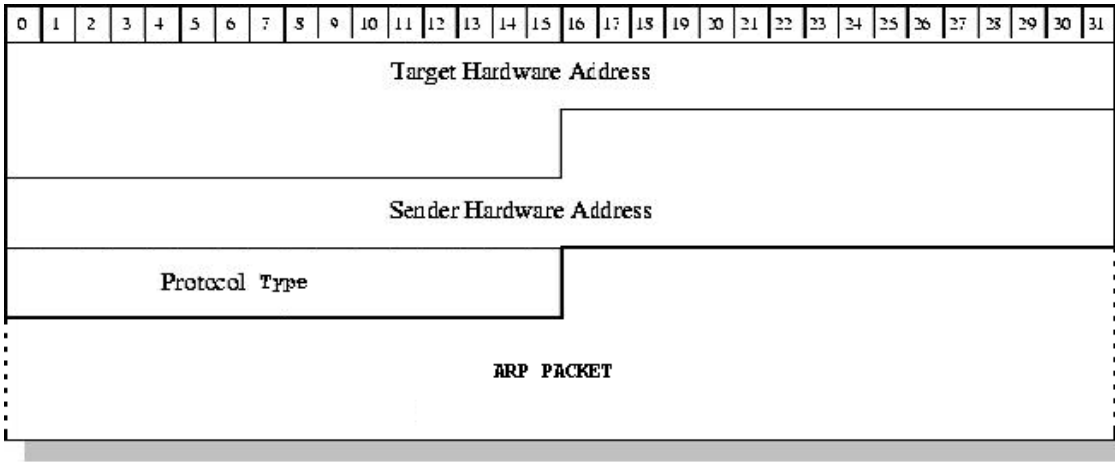 0 1 2 3 4 5 6 7 8 9 10 11 12 13 14 15 16 17 18 19 20 21 22 23 24 25 26 27 28 29 30 31
Target Hardware Address
Sender Hardware Address
Protocol Type
ARP PACKET